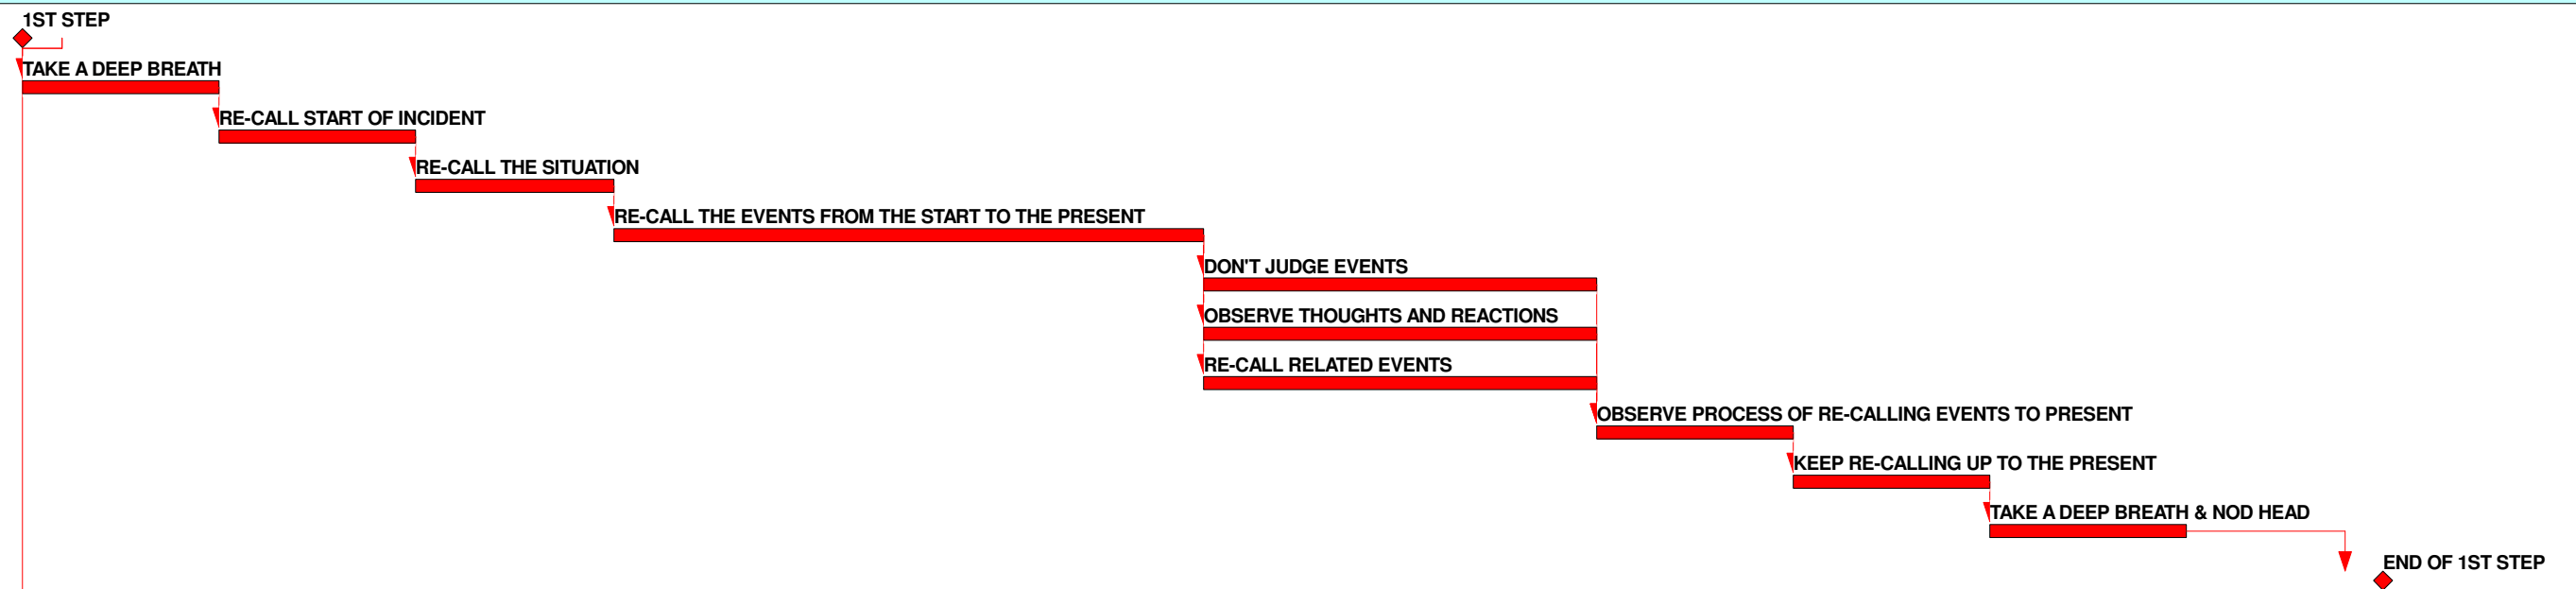 1ST STEP
TAKE A DEEP BREATH
RE-CALL START OF INCIDENT
RE-CALL THE SITUATION
RE-CALL THE EVENTS FROM THE START TO THE PRESENT
DON'T JUDGE EVENTS
OBSERVE THOUGHTS AND REACTIONS
RE-CALL RELATED EVENTS
OBSERVE PROCESS OF RE-CALLING EVENTS TO PRESENT
KEEP RE-CALLING UP TO THE PRESENT
TAKE A DEEP BREATH & NOD HEAD
END OF 1ST STEP